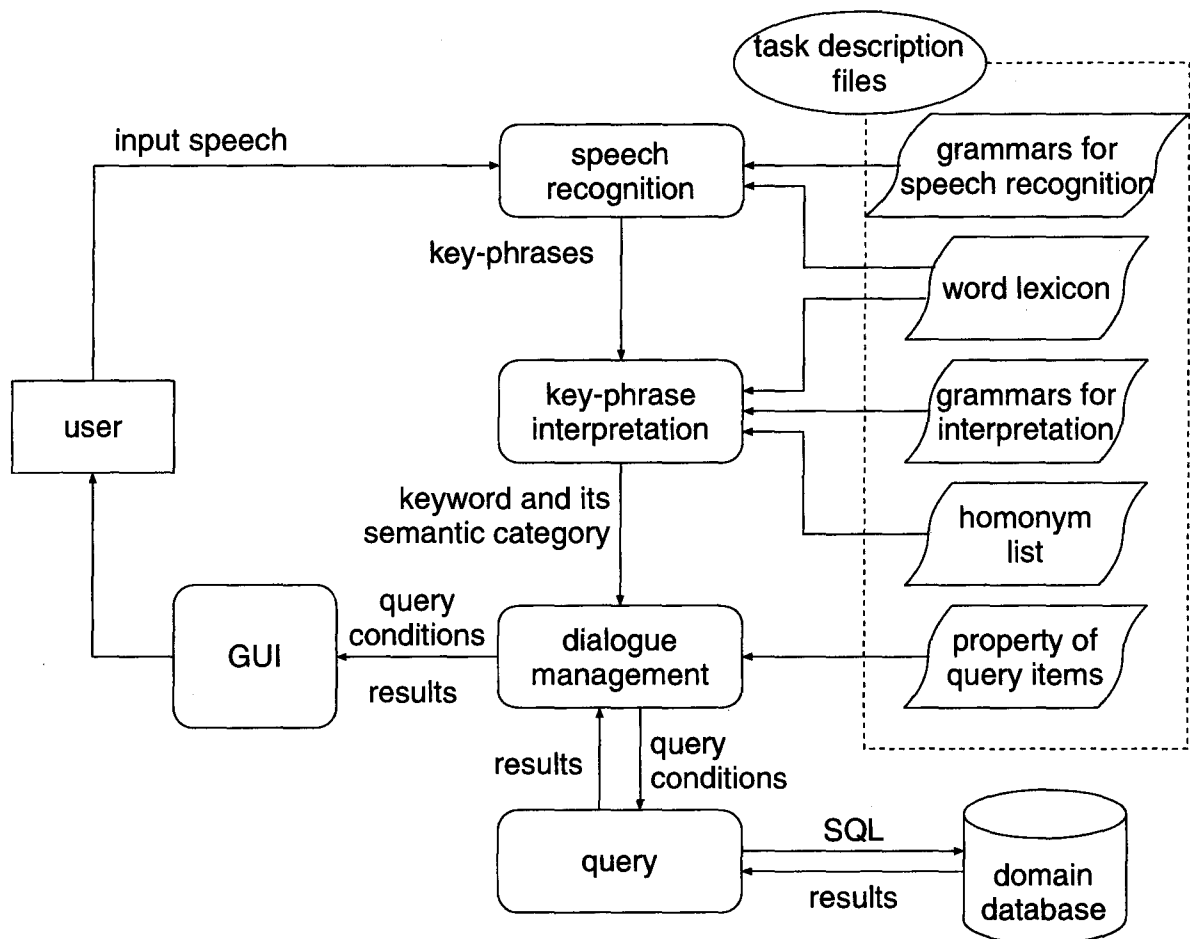 task description
files
input speech
speech
recognition
grammars for
speech recognition
key-phrases
word lexicon
user
key-phrase
interpretation
grammars for
interpretation
keyword and its
semantic category
homonym
list
GUI
query
conditions
results
dialogue
management
property of
query items
results
query
conditions
query
SQL
results
domain
database